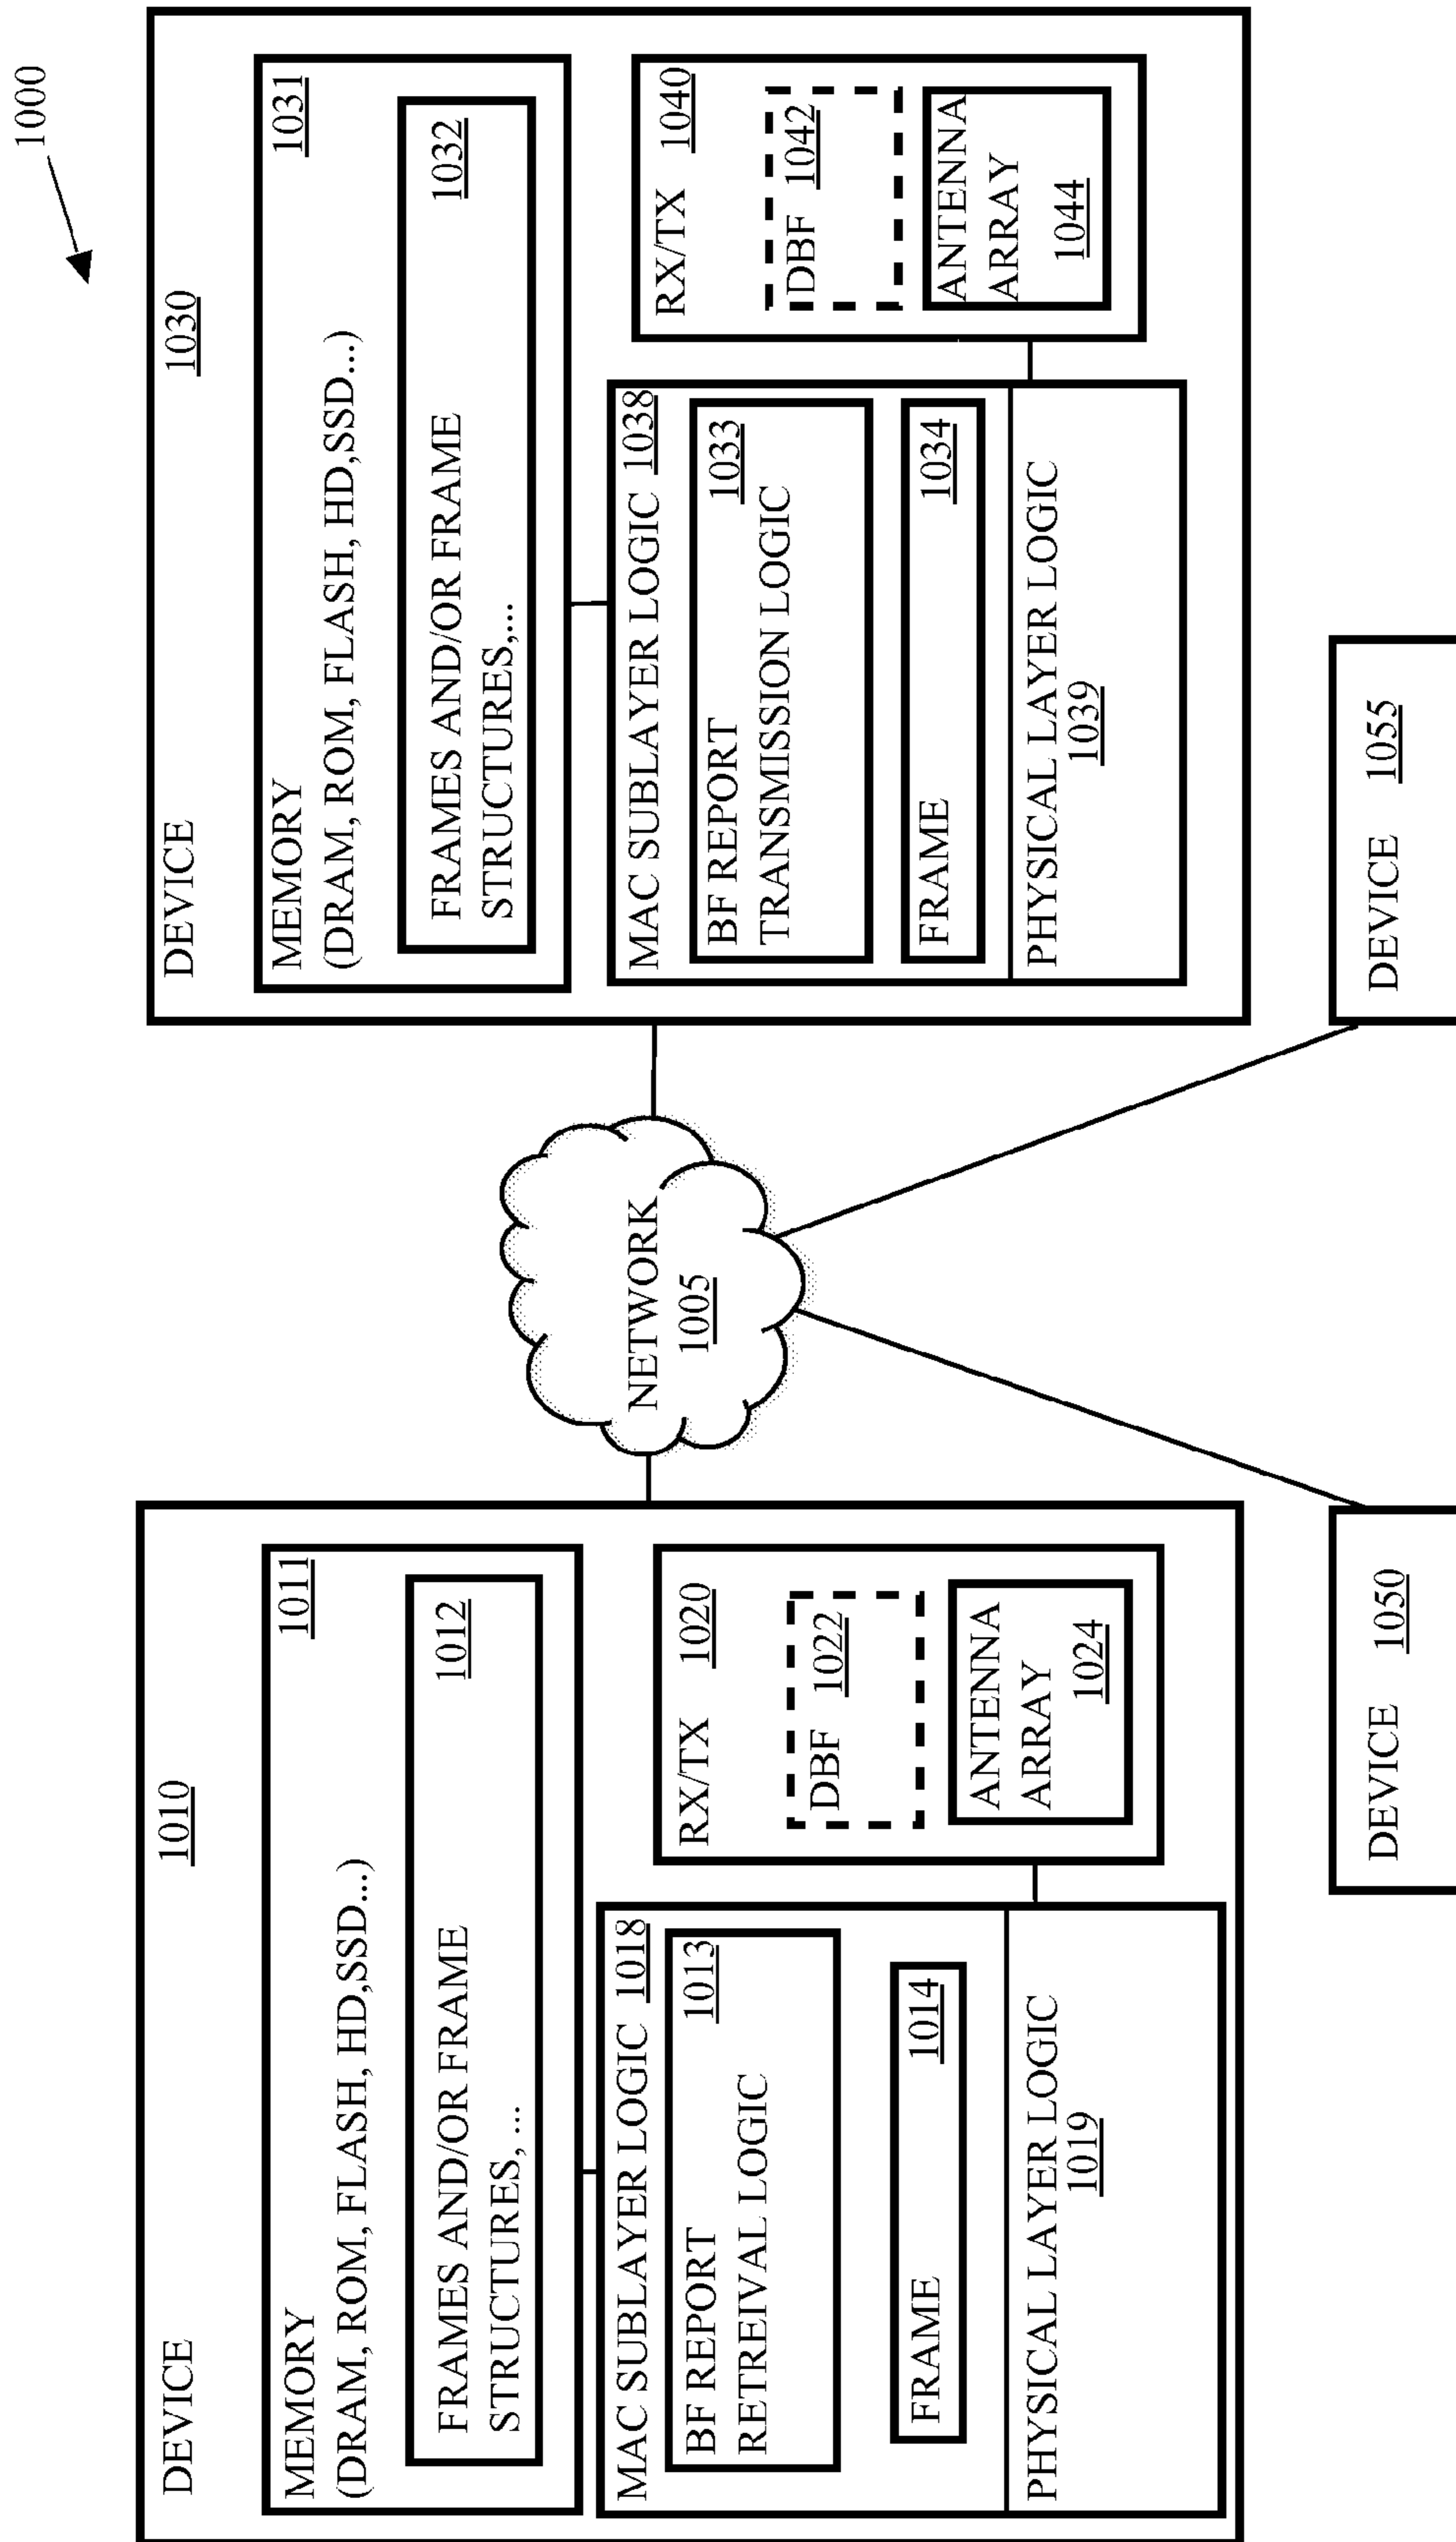 1000
DEVICE 1010
MEMORY 1011
(DRAM, ROM, FLASH, HD,SSD...)
FRAMES AND/OR FRAME 1012
STRUCTURES, ...
MAC SUBLAYER LOGIC 1018
BF REPORT 1013
RETREIVAL LOGIC
FRAME 1014
PHYSICAL LAYER LOGIC
1019
RX/TX 1020
DBF 1022
ANTENNA
ARRAY
1024
NETWORK
1005
DEVICE 1030
MEMORY 1031
(DRAM, ROM, FLASH, HD,SSD...)
FRAMES AND/OR FRAME 1032
STRUCTURES,...
MAC SUBLAYER LOGIC 1038
BF REPORT 1033
TRANSMISSION LOGIC
FRAME 1034
PHYSICAL LAYER LOGIC
1039
RX/TX 1040
DBF 1042
ANTENNA
ARRAY
1044
DEVICE 1050
DEVICE 1055